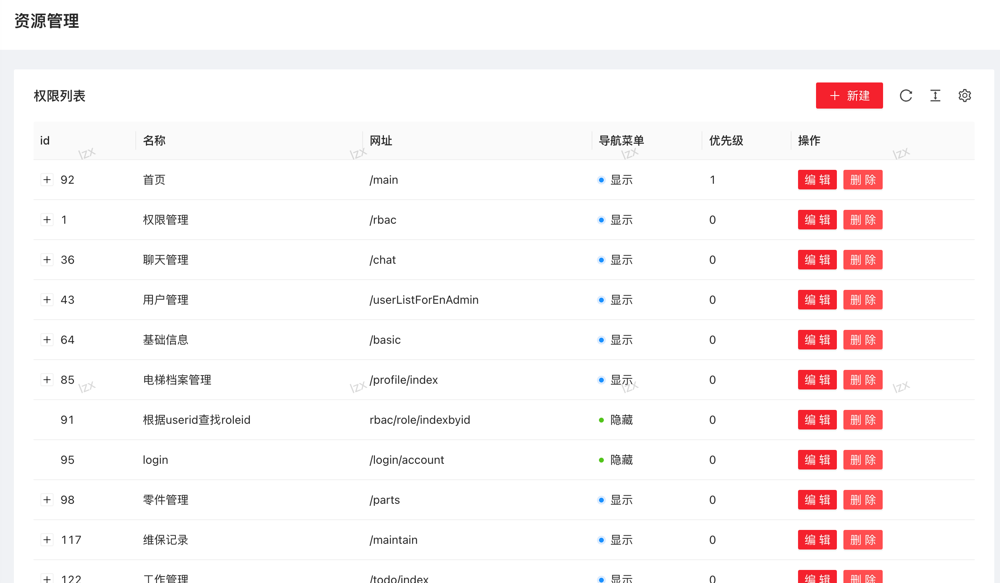 资源管理
权限列表
+ 新建
id 名称 网址 导航菜单 优先级 操作
lzx lzx lzx lzx
92 首页 /main 显示 1 编辑 删除
1 权限管理 /rbac 显示 0 编辑 删除
36 聊天管理 /chat 显示 0 编辑 删除
43 用户管理 /userListForEnAdmin 显示 0 编辑 删除
64 基础信息 /basic 显示 0 编辑 删除
85 电梯档案管理 /profile/index 显示 0 编辑 删除
lzx lzx lzx lzx
91 根据userid查找roleid rbac/role/indexbyid 隐藏 0 编辑 删除
95 login /login/account 隐藏 0 编辑 删除
98 零件管理 /parts 显示 0 编辑 删除
117 维保记录 /maintain 显示 0 编辑 删除
122 工作管理 /todo/index 显示 0 编辑 删除